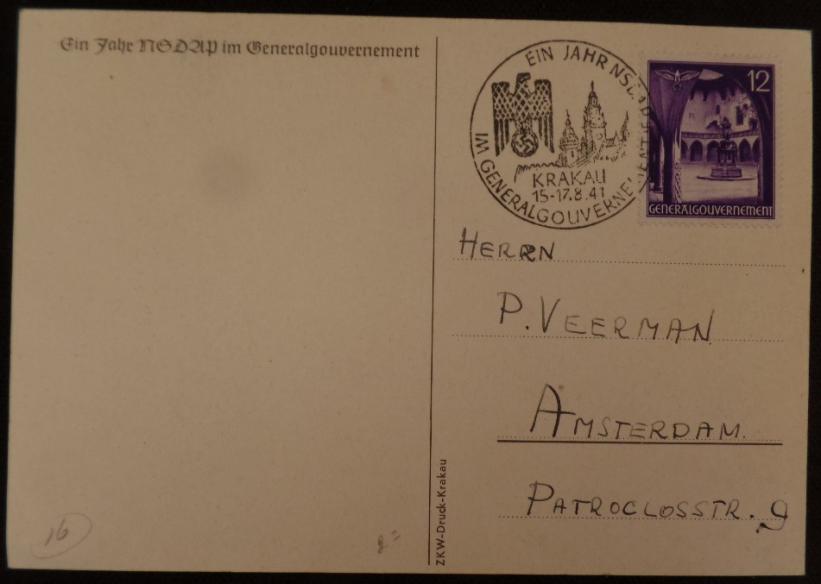 Ein Jahr NSDAP im Generalgouvernement
EIN JAHR NSDAP
IM GENERALGOUVERNEMENT
KRAKAU
15-17.8.41
12
GENERALGOUVERNEMENT
HERRN
P. VEERMAN
AMSTERDAM.
PATROCLOSSTR. 9
ZKW-Druck-Krakau
16